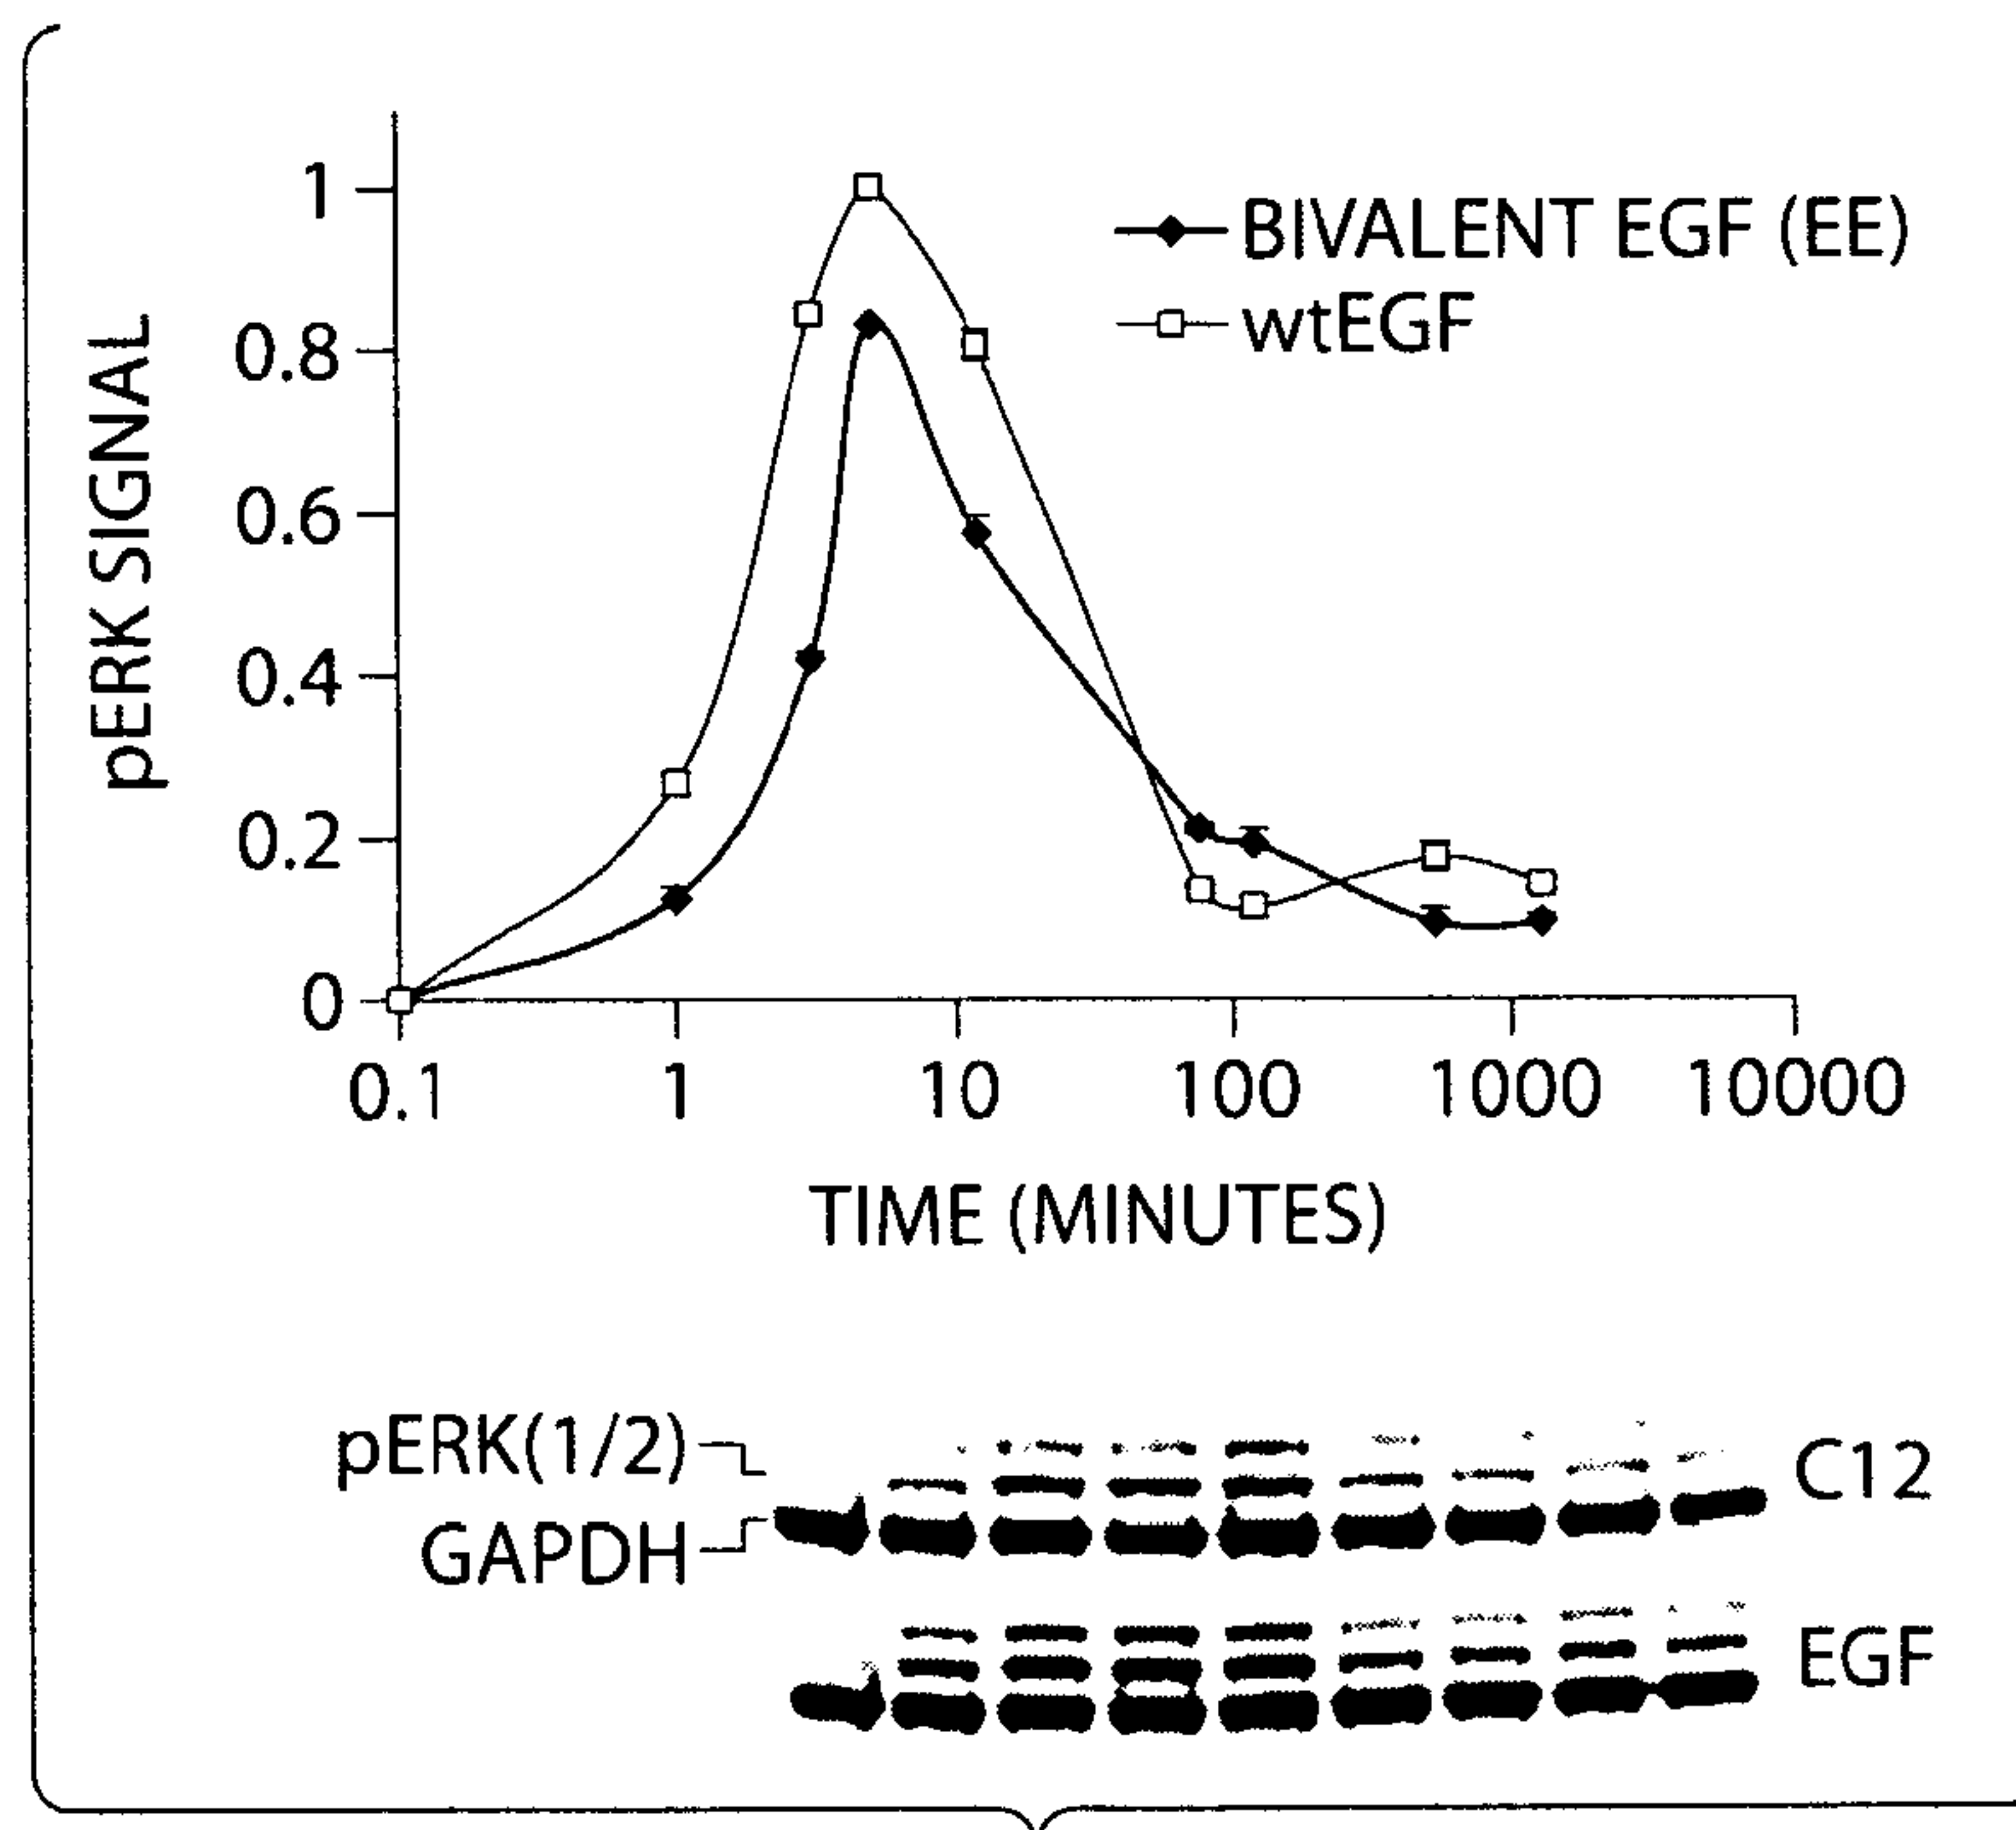 pERK SIGNAL
1
0.8
0.6
0.4
0.2
0
BIVALENT EGF (EE)
wtEGF
0.1 1 10 100 1000 10000
TIME (MINUTES)
pERK(1/2)
GAPDH
C12
EGF